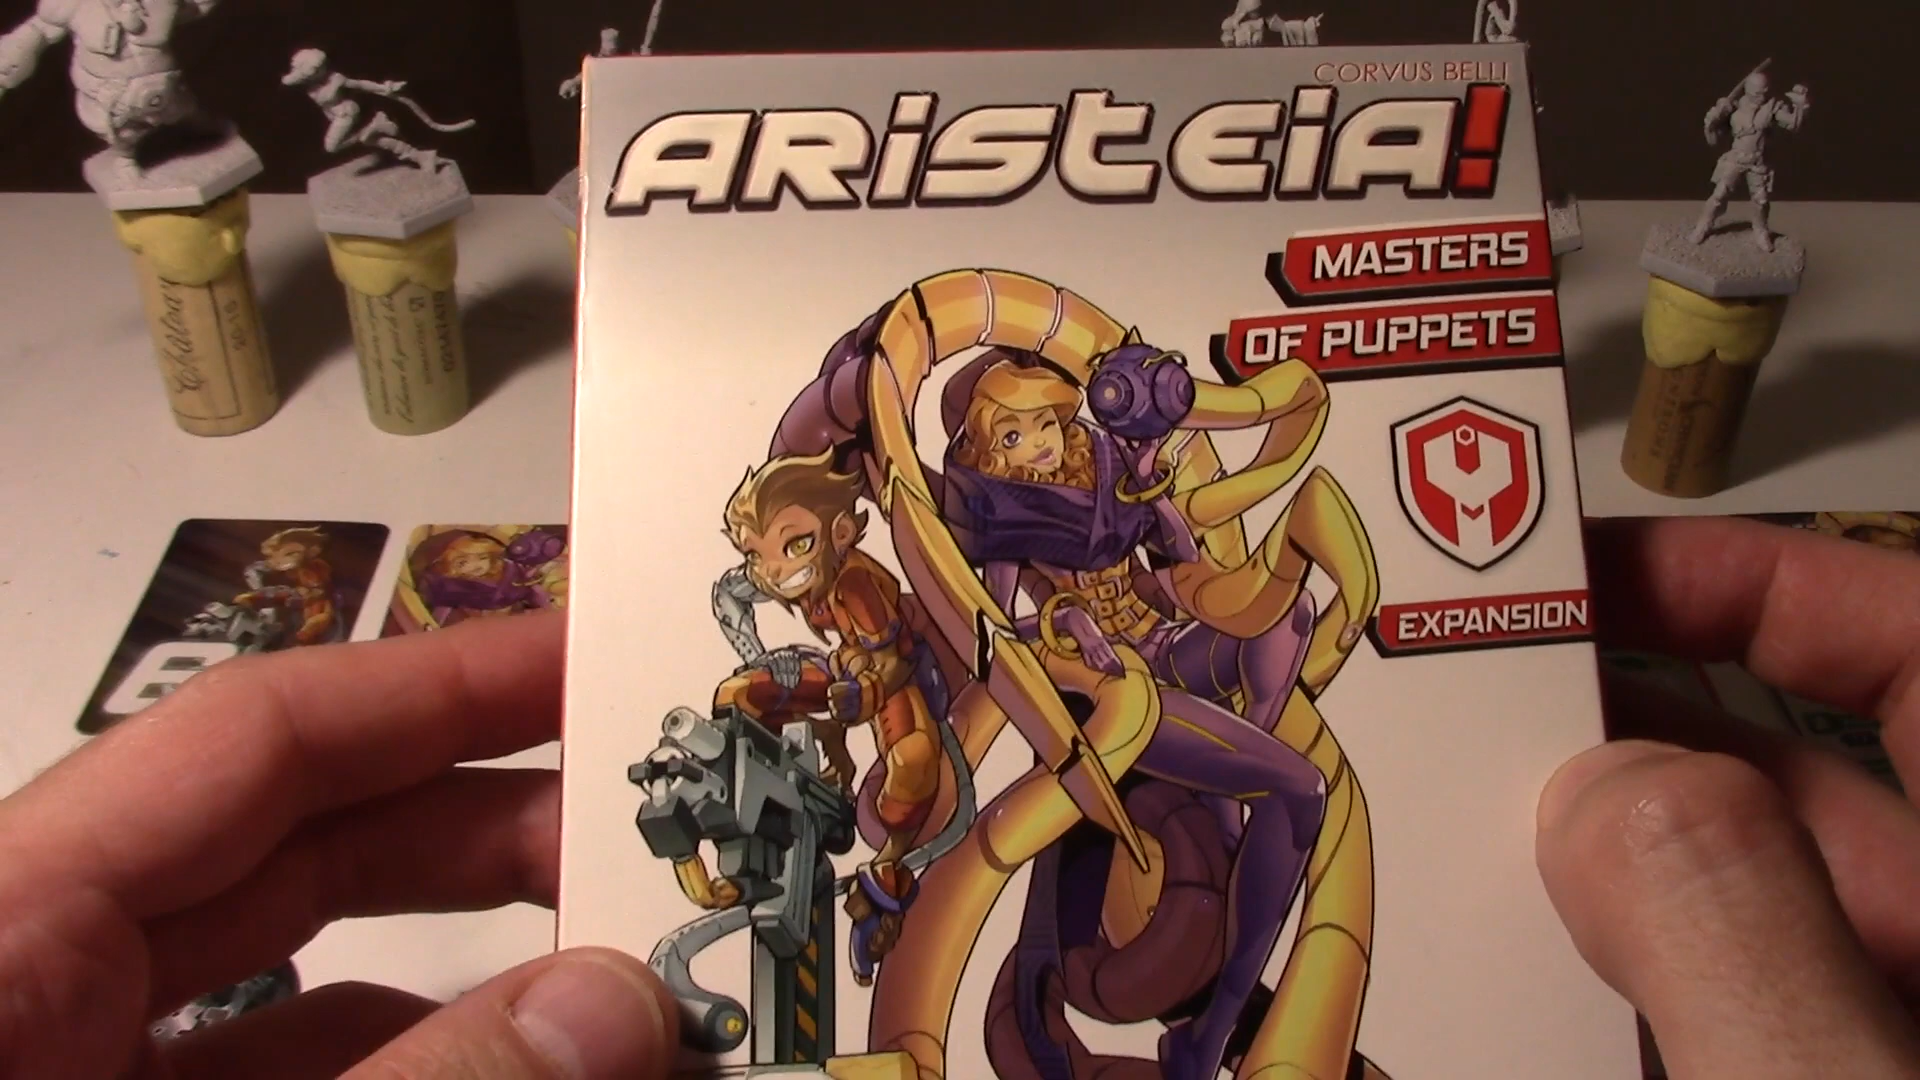 CORVUS BELLI
ARISTEIA!
MASTERS
OF PUPPETS
EXPANSION